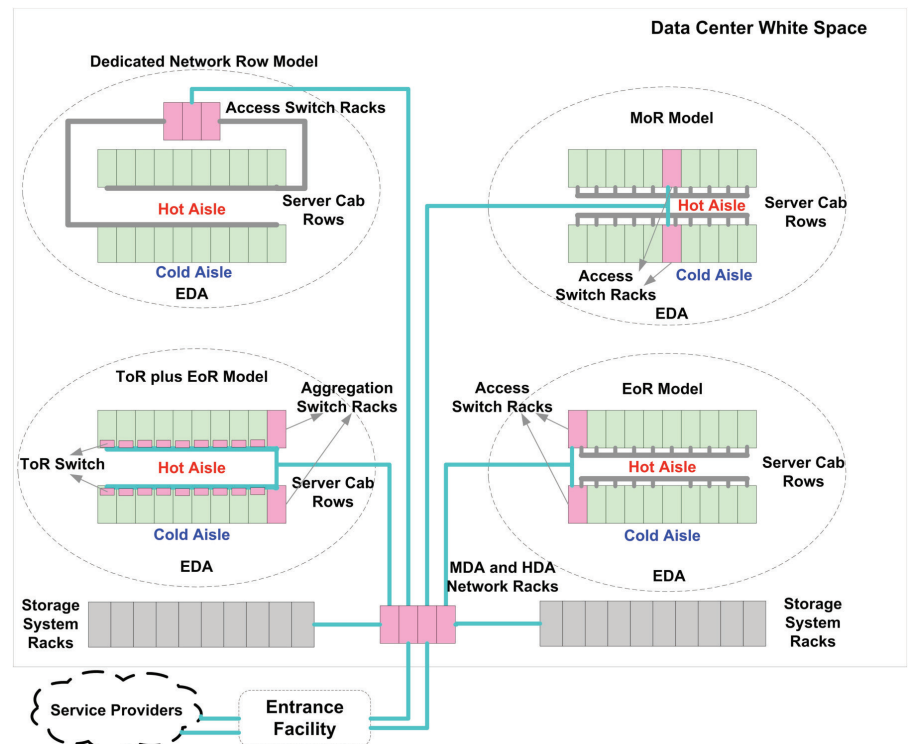 Data Center White Space
Dedicated Network Row Model
Access Switch Racks
Server Cab
Rows
Hot Aisle
Cold Aisle
EDA
MoR Model
Hot Aisle
Server Cab
Rows
Access
Switch Racks
Cold Aisle
EDA
ToR plus EoR Model
Aggregation
Switch Racks
ToR Switch
Hot Aisle
Server Cab
Rows
Cold Aisle
EDA
Access
Switch Racks
EoR Model
Hot Aisle
Server Cab
Rows
Cold Aisle
EDA
MDA and HDA
Network Racks
Storage
System
Racks
Storage
System
Racks
Service Providers
Entrance
Facility